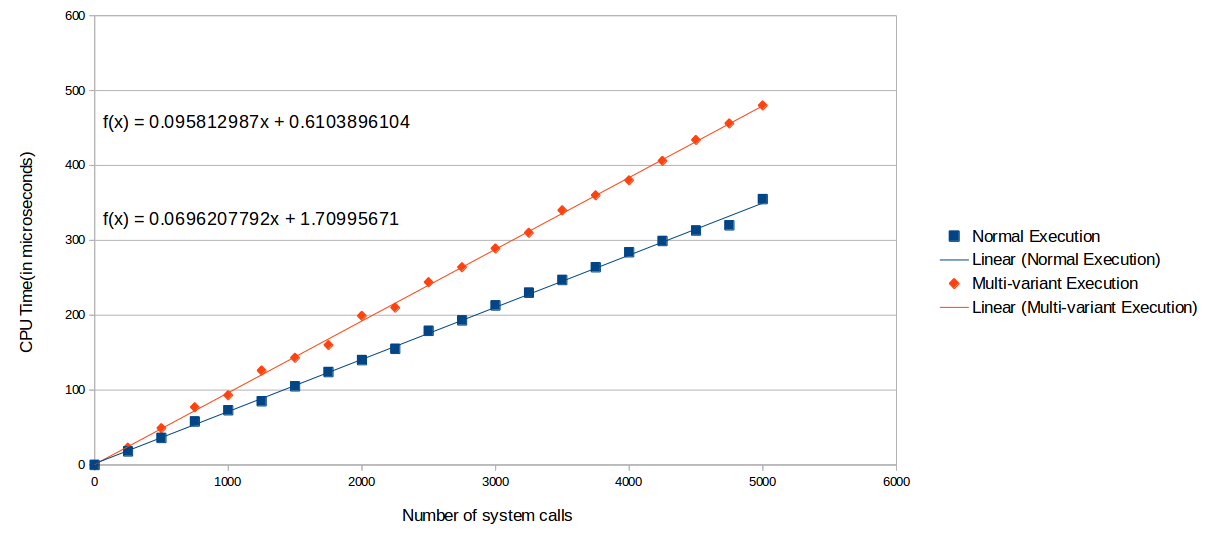 600
500
400
300
200
100
0
f(x) = 0.095812987x + 0.6103896104
f(x) = 0.0696207792x + 1.70995671
CPU Time(in microseconds)
0 1000 2000 3000 4000 5000 6000
Number of system calls
Normal Execution
Linear (Normal Execution)
Multi-variant Execution
Linear (Multi-variant Execution)